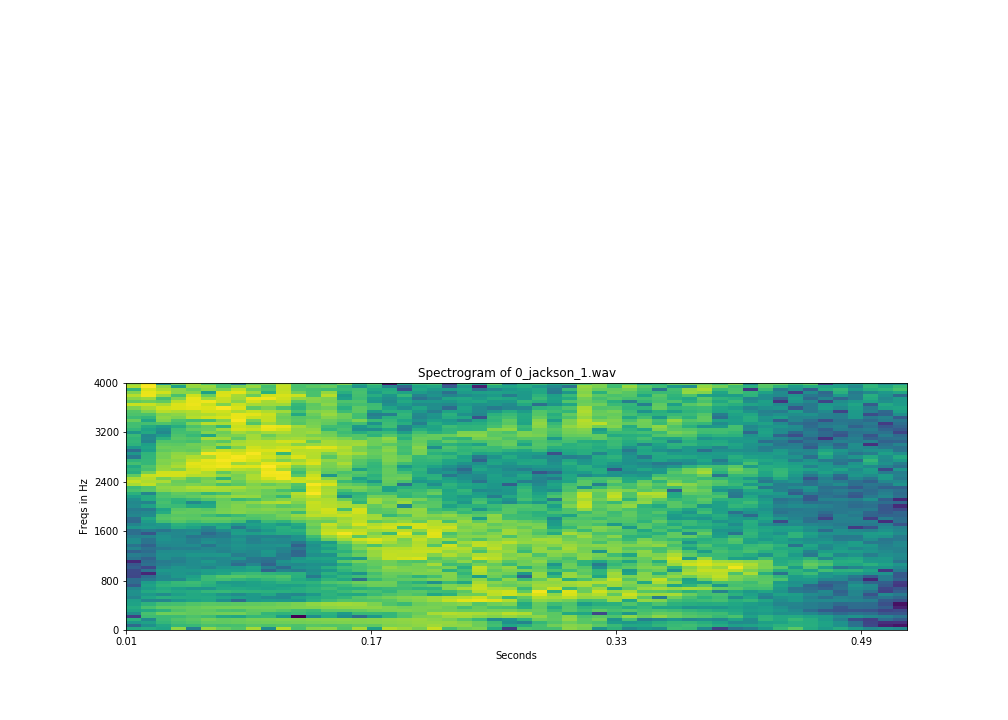 Spectrogram of 0_jackson_1.wav
4000
3200
2400
1600
800
0
Freqs in Hz
0.01 0.17 0.33 0.49
Seconds